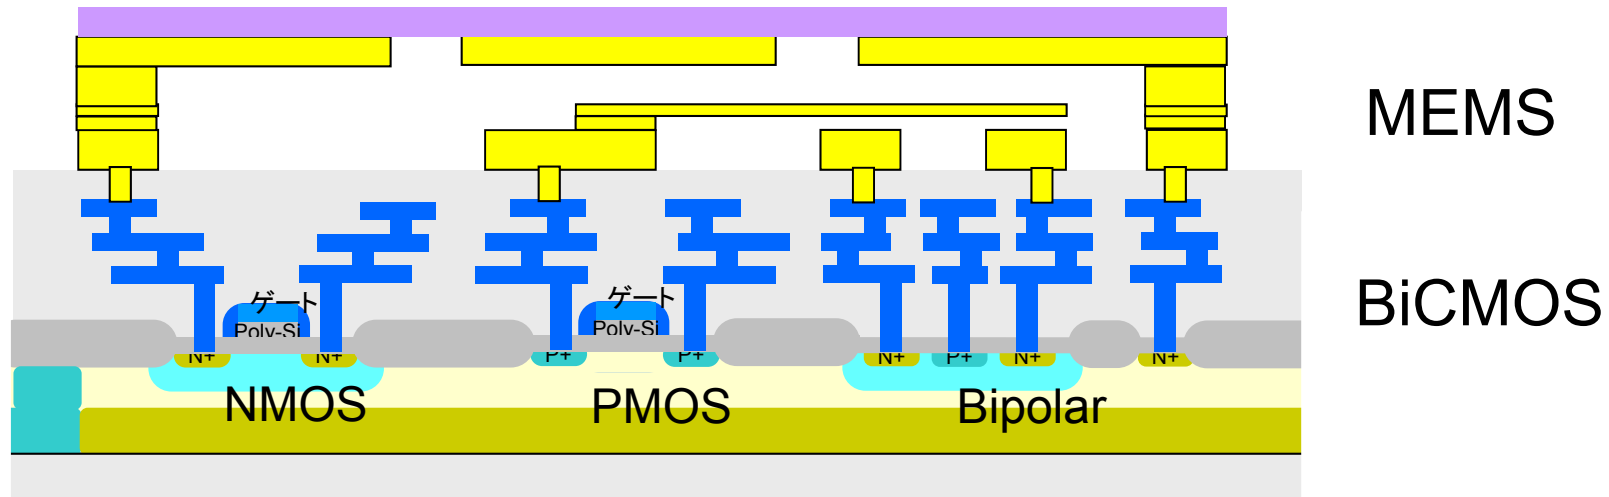 MEMS
BiCMOS
ゲート
ゲート
Poly-Si
Poly-Si
N+
N+
P+
P+
N+
P+
N+
N+
NMOS
PMOS
Bipolar